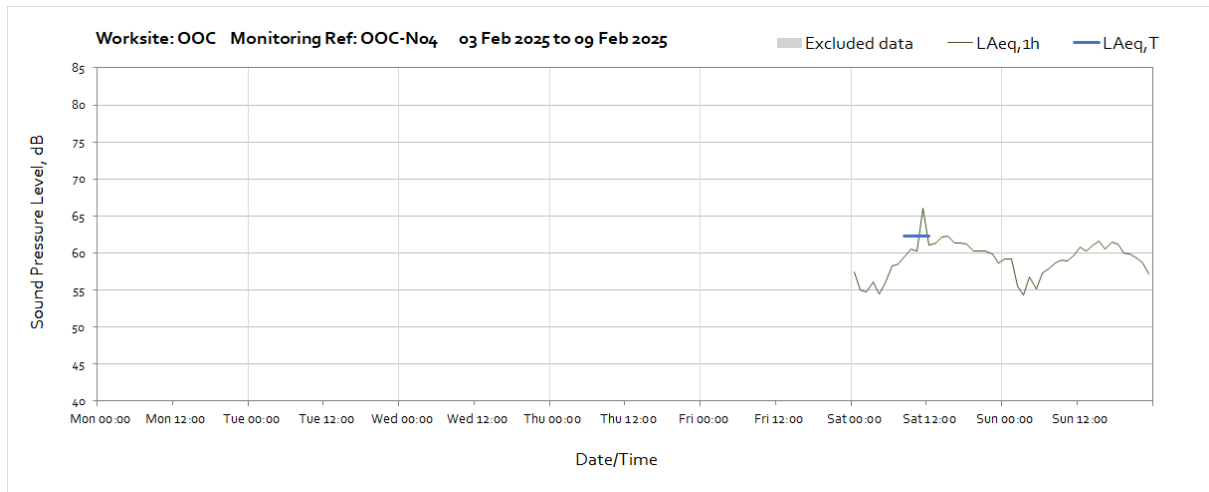 Worksite: OOC Monitoring Ref: OOC-N04 03 Feb 2025 to 09 Feb 2025
Excluded data LAeq,1h LAeq,T
85
80
75
70
65
60
55
50
45
40
Sound Pressure Level, dB
Mon 00:00 Mon 12:00 Tue 00:00 Tue 12:00 Wed 00:00 Wed 12:00 Thu 00:00 Thu 12:00 Fri 00:00 Fri 12:00 Sat 00:00 Sat 12:00 Sun 00:00 Sun 12:00
Date/Time